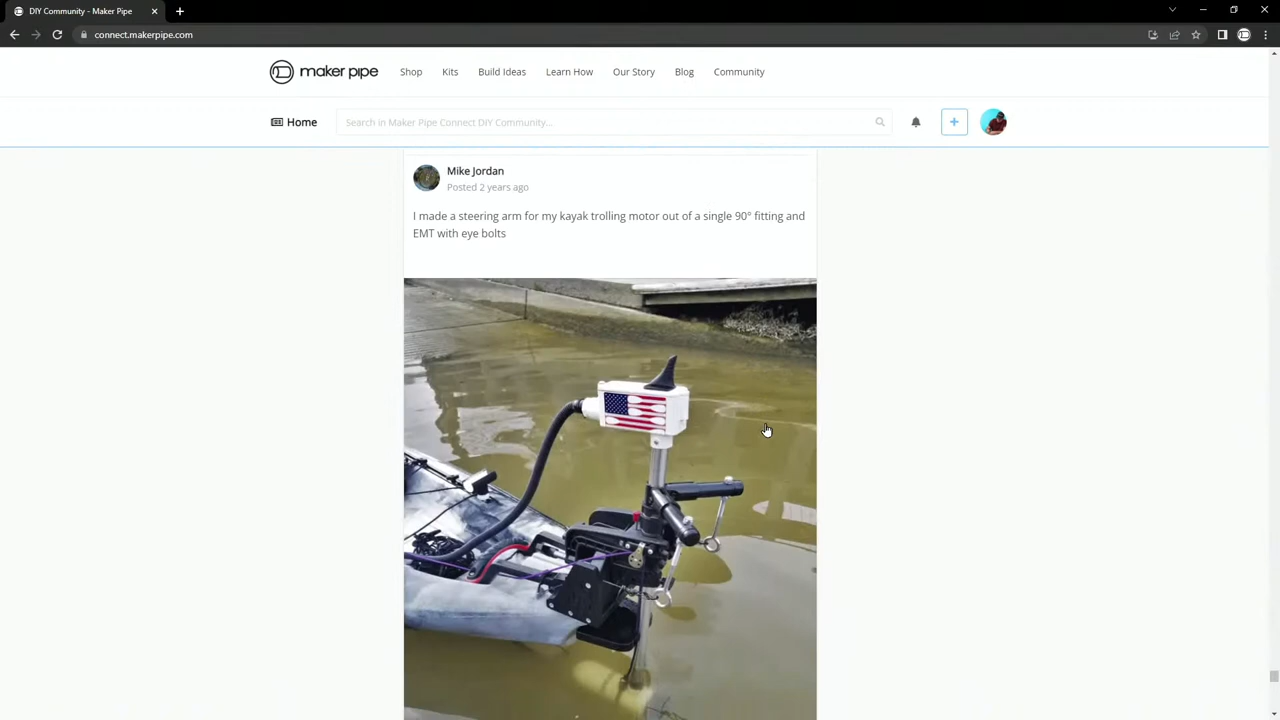 DIY Community - Maker Pipe
connect.makerpipe.com
maker pipe Shop Kits Build Ideas Learn How Our Story Blog Community
Home Search in Maker Pipe Connect DIY Community...
Mike Jordan
Posted 2 years ago
I made a steering arm for my kayak trolling motor out of a single 90° fitting and
EMT with eye bolts